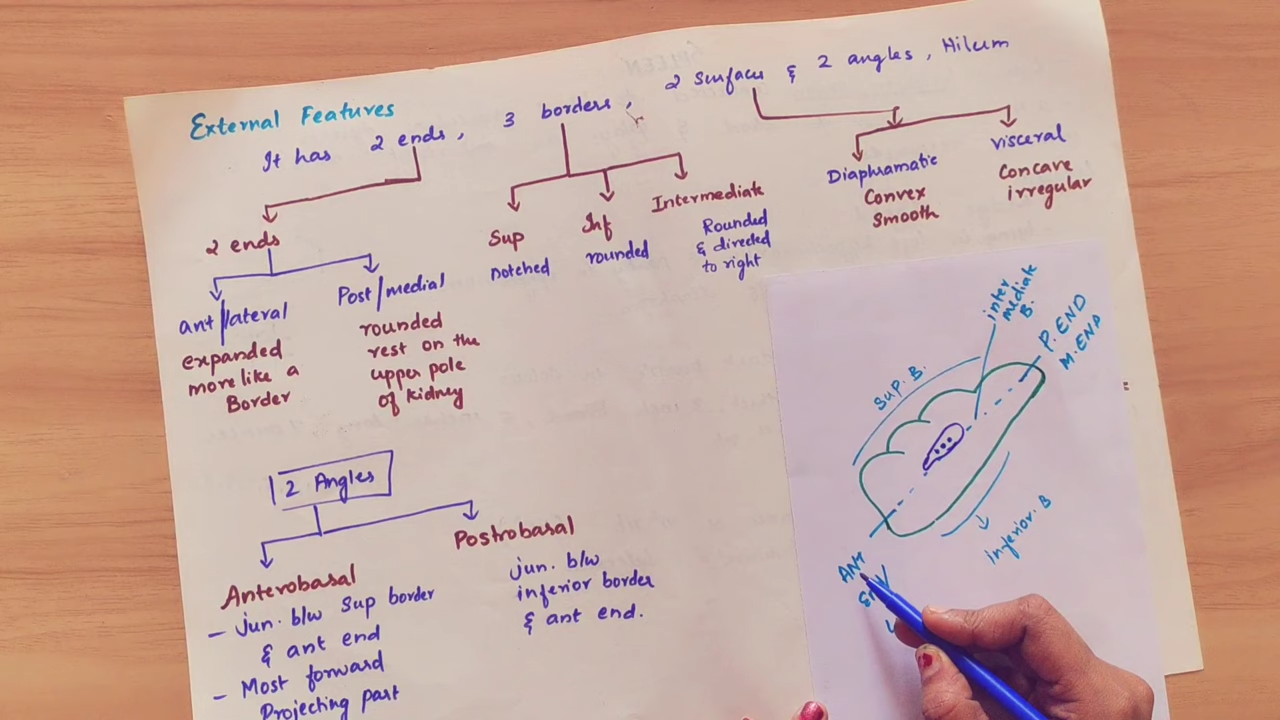 External Features
It has 2 ends, 3 borders, 2 surfaces & 2 angles, Hilum
2 ends
ant/lateral
expanded
more like a
Border
Post/medial
rounded
rest on the
upper pole
of kidney
Sup
notched
Inf
rounded
Intermediate
Rounded
& directed
to right
Diaphramatic
Convex
Smooth
visceral
Concave
irregular
2 Angles
Anterobasal
- jun. b/w Sup border
& ant end
- Most forward
Projecting part
Postrobasal
jun. b/w
inferior border
& ant end.
Sup. B.
inter
mediate
B.
P. END
M. END
inferior. B
ANT